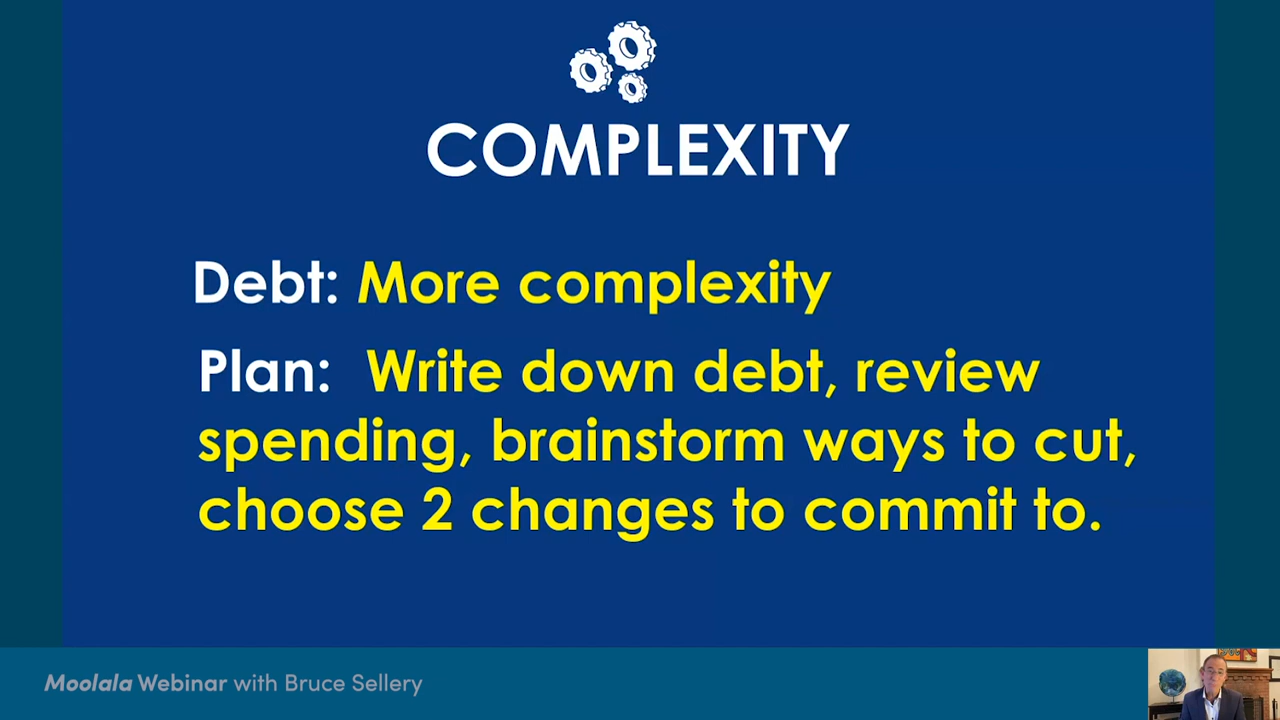 COMPLEXITY
Debt: More complexity
Plan: Write down debt, review
spending, brainstorm ways to cut,
choose 2 changes to commit to.
Moolala Webinar with Bruce Sellery